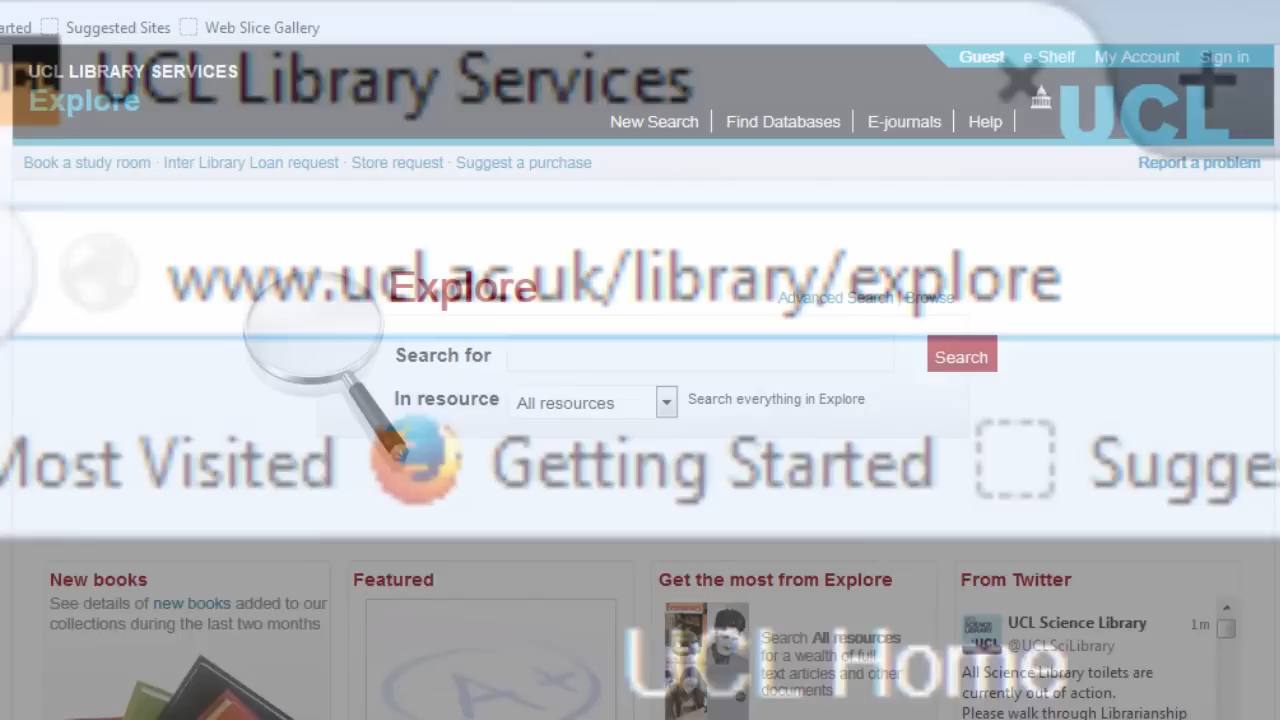 arted Suggested Sites Web Slice Gallery
UCL Library Services
UCL LIBRARY SERVICES
Explore
Guest e-Shelf My Account Sign in
New Search Find Databases E-journals Help
UCL
Book a study room · Inter Library Loan request · Store request · Suggest a purchase
Report a problem
www.ucl.ac.uk/library/explore
Explore
Advanced Search | Browse
Search for
Search
In resource All resources Search everything in Explore
Most Visited Getting Started Sugge
New books
See details of new books added to our
collections during the last two months
Featured
A+
Get the most from Explore
Search All resources
for a wealth of full
text articles and other
documents
From Twitter
UCL Science Library 1m
@UCLSciLibrary
All Science Library toilets are
currently out of action.
Please walk through Librarianship
UCL Home